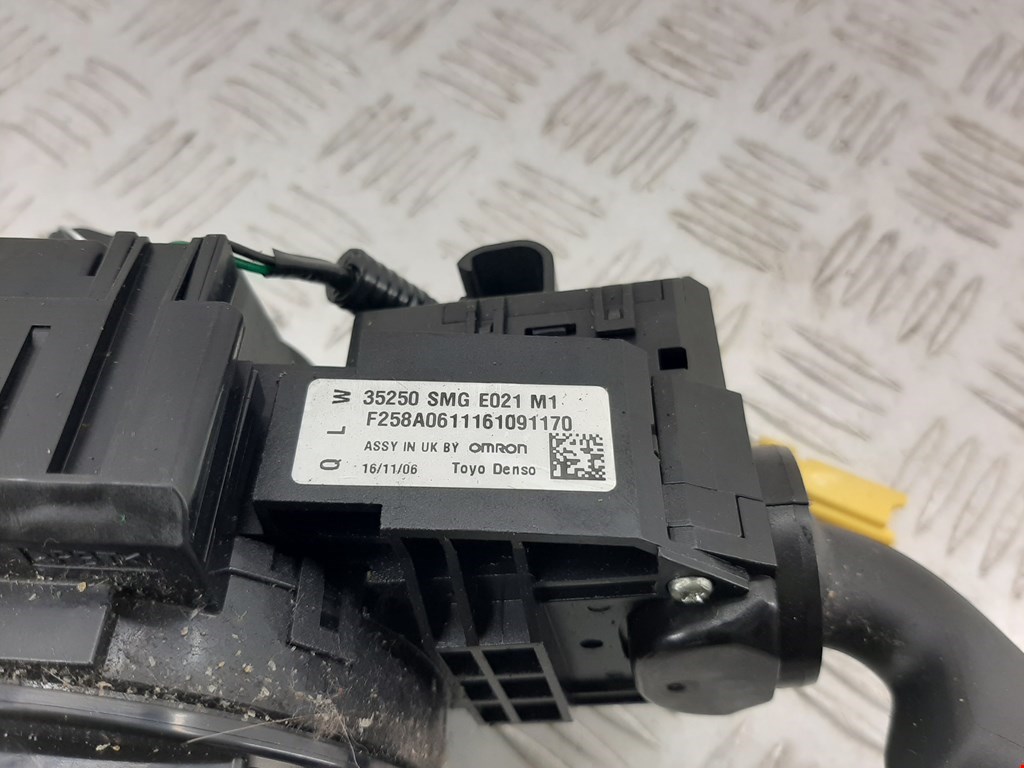 35250 SMG E021 M1
F258A0611161091170
ASSY IN UK BY OMRON
16/11/06 Toyo Denso
Q L W